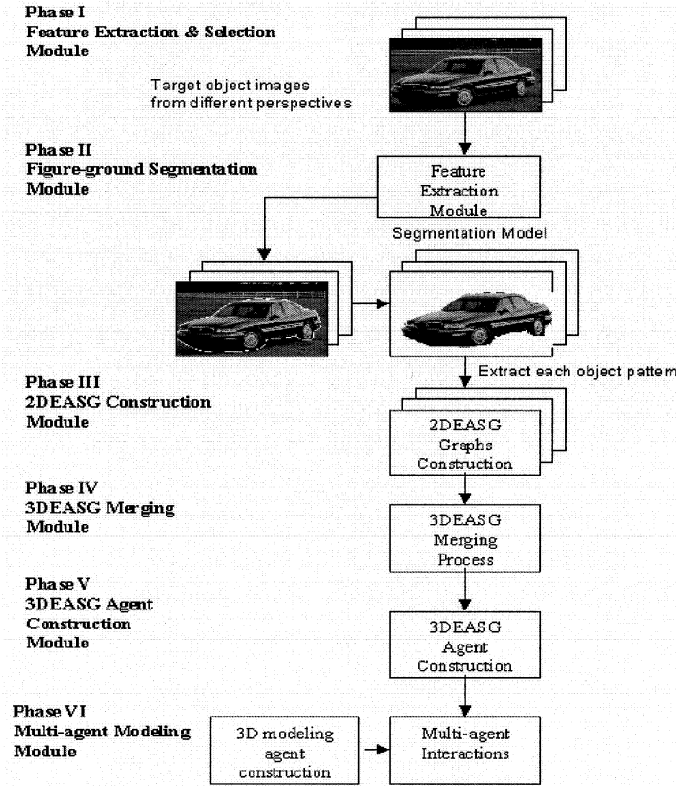 Phase I
Feature Extraction & Selection
Module
Target object images
from different perspectives
Phase II
Figure-ground Segmentation
Module
Feature
Extraction
Module
Segmentation Model
Extract each object pattern
Phase III
2DEASG Construction
Module
2DEASG
Graphs
Construction
Phase IV
3DEASG Merging
Module
3DEASG
Merging
Process
Phase V
3DEASG Agent
Construction
Module
3DEASG
Agent
Construction
Phase VI
Multi-agent Modeling
Module
3D modeling
agent
construction
Multi-agent
Interactions